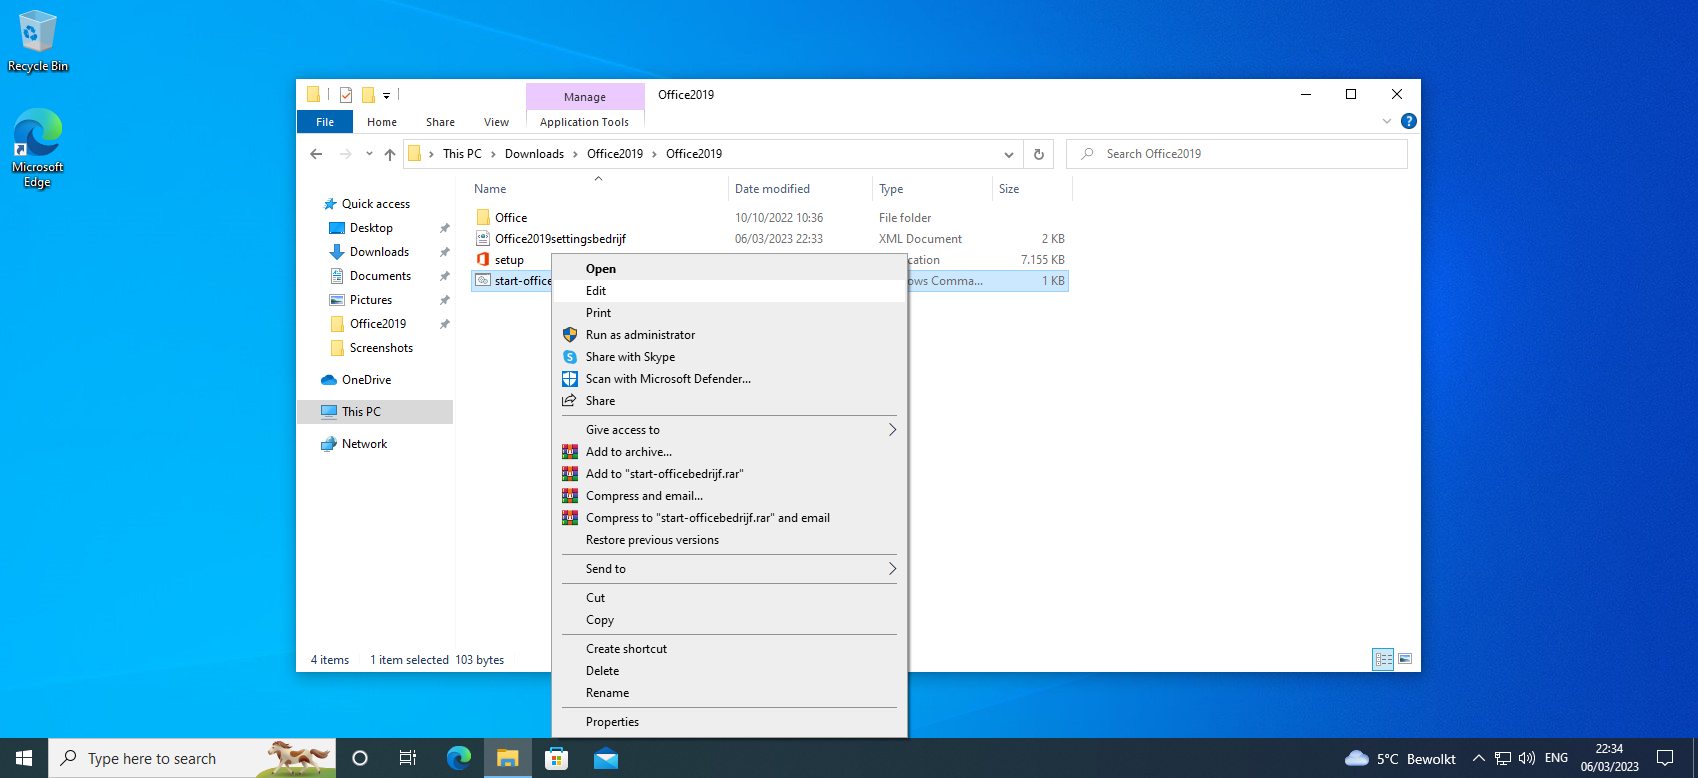 Recycle Bin
Microsoft
Edge
Manage
Office2019
File
Home
Share
View
Application Tools
This PC
Downloads
Office2019
Office2019
Search Office2019
Name
Date modified
Type
Size
Quick access
Desktop
Downloads
Documents
Pictures
Office2019
Screenshots
OneDrive
This PC
Network
Office 10/10/2022 10:36 File folder
Office2019settingsbedrijf 06/03/2023 22:33 XML Document 2 KB
setup cation 7.155 KB
start-office ows Comma... 1 KB
Open
Edit
Print
Run as administrator
Share with Skype
Scan with Microsoft Defender...
Share
Give access to
Add to archive...
Add to "start-officebedrijf.rar"
Compress and email...
Compress to "start-officebedrijf.rar" and email
Restore previous versions
Send to
Cut
Copy
Create shortcut
Delete
Rename
Properties
4 items 1 item selected 103 bytes
Type here to search
5°C Bewolkt
ENG
22:34
06/03/2023